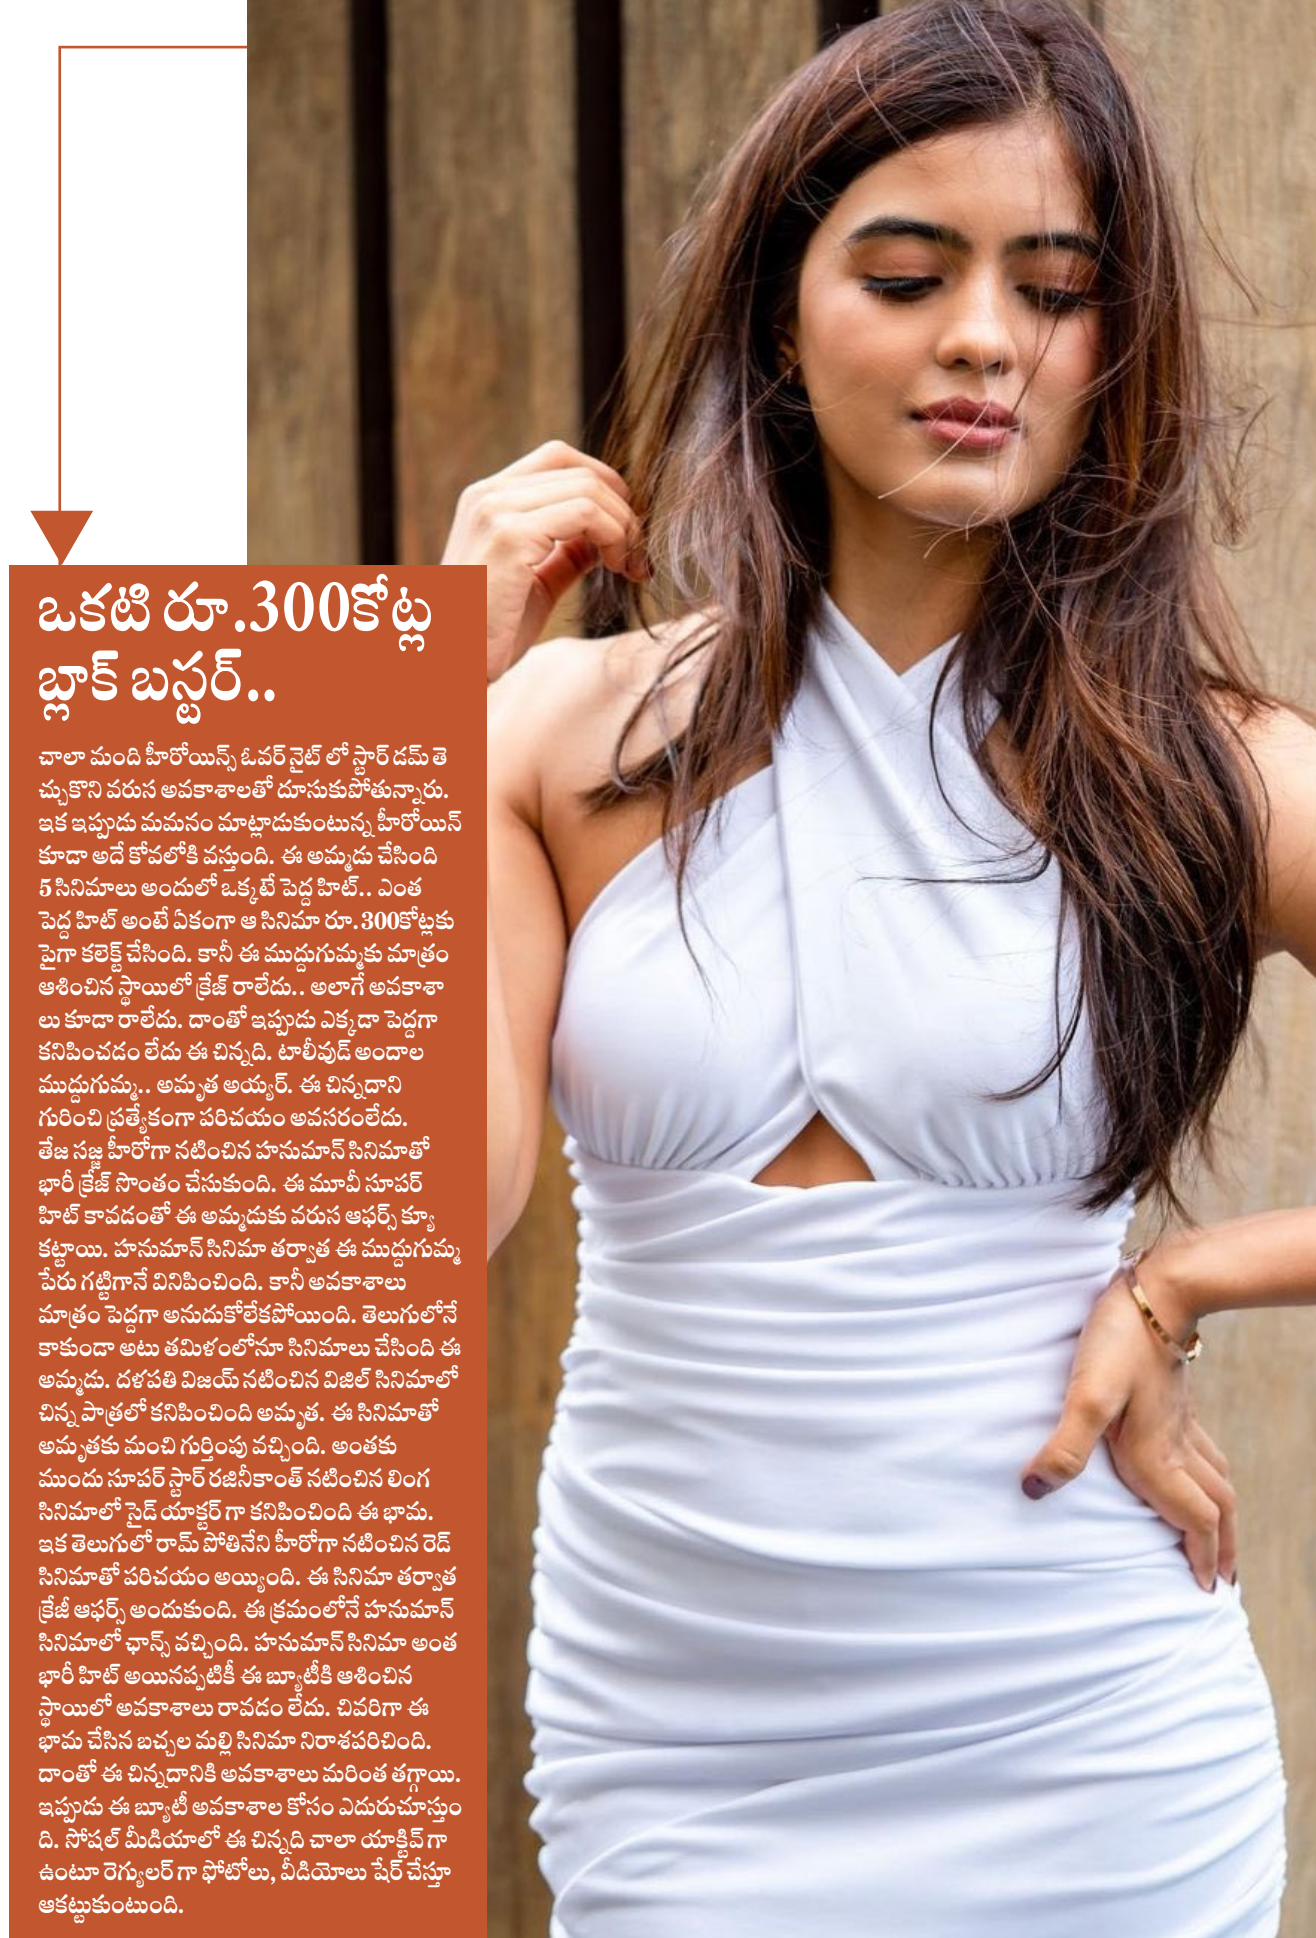 ఒకటి రూ.300కోట్ల
బ్లాక్ బస్టర్..
చాలా మంది హీరోయిన్స్ ఓవర్ నైట్ లో స్టార్ డమ్ తె
చ్చుకొని వరుస అవకాశాలతో దూసుకుపోతున్నారు.
ఇక ఇప్పుడు మమనం మాట్లాడుకుంటున్న హీరోయిన్
కూడా అదే కోవలోకి వస్తుంది. ఈ అమ్మడు చేసింది
5 సినిమాలు అందులో ఒక్కటే పెద్ద హిట్.. ఎంత
పెద్ద హిట్ అంటే ఏకంగా ఆ సినిమా రూ.300కోట్లకు
పైగా కలెక్ట్ చేసింది. కానీ ఈ ముద్దుగుమ్మకు మాత్రం
ఆశించిన స్థాయిలో క్రేజ్ రాలేదు.. అలాగే అవకాశా
లు కూడా రాలేదు. దాంతో ఇప్పుడు ఎక్కడా పెద్దగా
కనిపించడం లేదు ఈ చిన్నది. టాలీవుడ్ అందాల
ముద్దుగుమ్మ.. అమృత అయ్యర్. ఈ చిన్నదాని
గురించి ప్రత్యేకంగా పరిచయం అవసరంలేదు.
తేజ సజ్జ హీరోగా నటించిన హనుమాన్ సినిమాతో
భారీ క్రేజ్ సొంతం చేసుకుంది. ఈ మూవీ సూపర్
హిట్ కావడంతో ఈ అమ్మడుకు వరుస ఆఫర్స్ క్యూ
కట్టాయి. హనుమాన్ సినిమా తర్వాత ఈ ముద్దుగుమ్మ
పేరు గట్టిగానే వినిపించింది. కానీ అవకాశాలు
మాత్రం పెద్దగా అనుదుకోలేకపోయింది. తెలుగులోనే
కాకుండా అటు తమిళంలోనూ సినిమాలు చేసింది ఈ
అమ్మడు. దళపతి విజయ్ నటించిన విజిల్ సినిమాలో
చిన్న పాత్రలో కనిపించింది అమృత. ఈ సినిమాతో
అమృతకు మంచి గుర్తింపు వచ్చింది. అంతకు
ముందు సూపర్ స్టార్ రజినీకాంత్ నటించిన లింగ
సినిమాలో సైడ్ యాక్టర్ గా కనిపించింది ఈ భామ.
ఇక తెలుగులో రామ్ పోతినేని హీరోగా నటించిన రెడ్
సినిమాతో పరిచయం అయ్యింది. ఈ సినిమా తర్వాత
క్రేజీ ఆఫర్స్ అందుకుంది. ఈ క్రమంలోనే హనుమాన్
సినిమాలో ఛాన్స్ వచ్చింది. హనుమాన్ సినిమా అంత
భారీ హిట్ అయినప్పటికీ ఈ బ్యూటీకి ఆశించిన
స్థాయిలో అవకాశాలు రావడం లేదు. చివరిగా ఈ
భామ చేసిన బచ్చల మల్లి సినిమా నిరాశపరిచింది.
దాంతో ఈ చిన్నదానికి అవకాశాలు మరింత తగ్గాయి.
ఇప్పుడు ఈ బ్యూటీ అవకాశాల కోసం ఎదురుచూస్తుం
ది. సోషల్ మీడియాలో ఈ చిన్నది చాలా యాక్టివ్ గా
ఉంటూ రెగ్యులర్ గా ఫోటోలు, వీడియోలు షేర్ చేస్తూ
ఆకట్టుకుంటుంది.